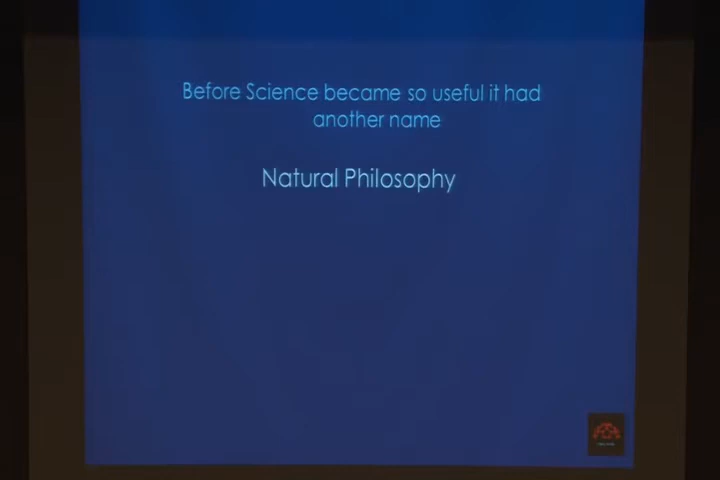 Before Science became so useful it had
another name
Natural Philosophy